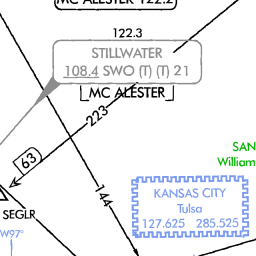 MC ALESTER 122.2
122.3
STILLWATER
108.4 SWO (T) (T) 21
MC ALESTER
223
63
144
SAN
William
KANSAS CITY
Tulsa
127.625 285.525
SEGLR
W97°